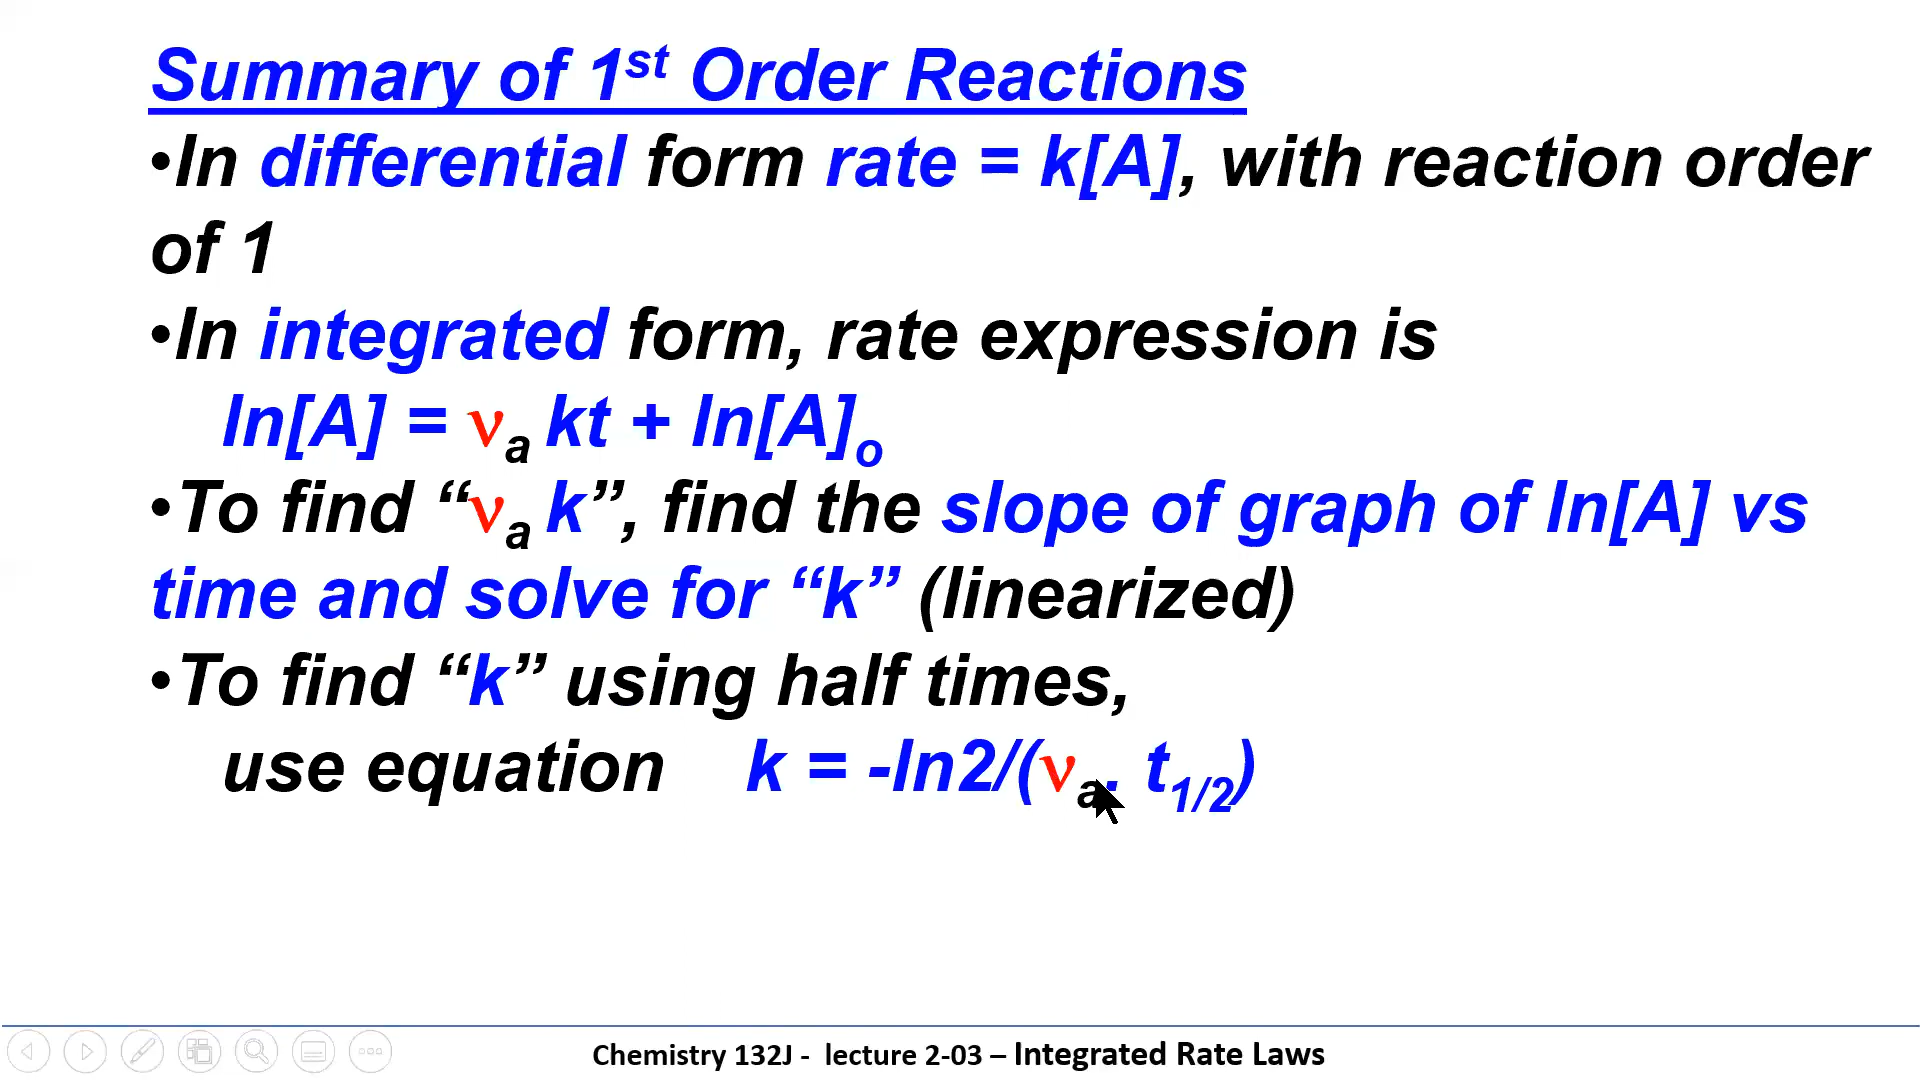 Summary of 1st Order Reactions
•In differential form rate = k[A], with reaction order
of 1
•In integrated form, rate expression is
ln[A] = νa kt + ln[A]o
•To find “νa k”, find the slope of graph of ln[A] vs
time and solve for “k” (linearized)
•To find “k” using half times,
use equation k = -ln2/(νa. t1/2)
Chemistry 132J - lecture 2-03 – Integrated Rate Laws